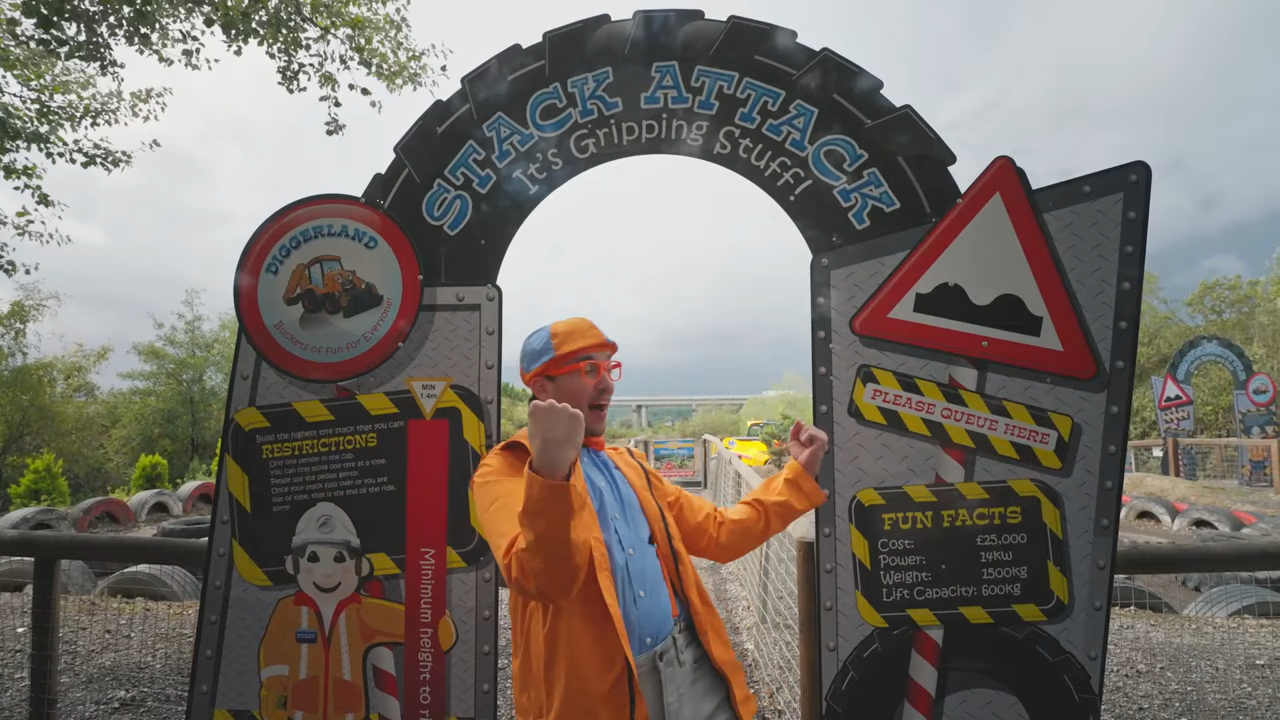 STACK ATTACK
It's Gripping Stuff!
DIGGERLAND
Buckets of Fun for Everyone!
MIN
1.4m
Build the highest tyre stack that you can!
RESTRICTIONS
Only one person in the cab.
You can only move one tyre at a time.
Please use the pedals gently.
Once your stack falls over or you are
out of time, that is the end of the ride,
sorry!
Minimum height to ri
PLEASE QUEUE HERE
FUN FACTS
Cost: £25,000
Power: 14kw
Weight: 1500kg
Lift Capacity: 600kg